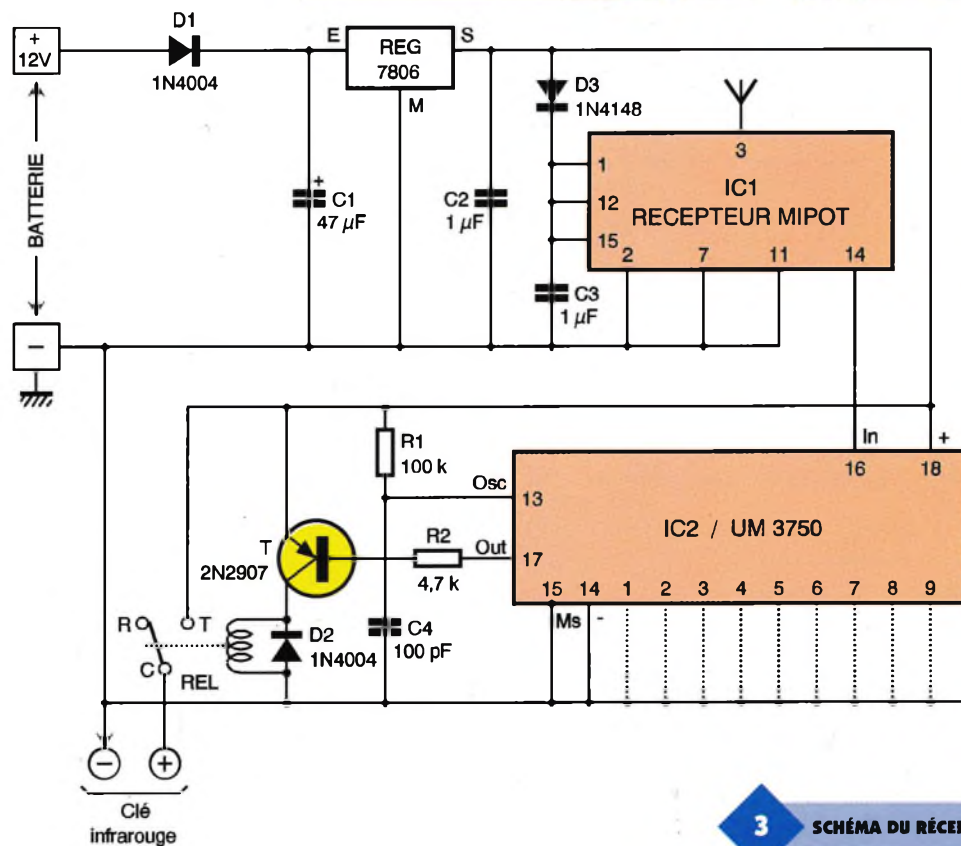 +
12V
BATTERIE
−
D1
1N4004
E
REG
7806
S
M
+
C1
47 µF
C2
1 µF
D3
1N4148
C3
1 µF
3
IC1
RECEPTEUR MIPOT
1
12
15
2
7
11
14
In
+
16
18
IC2 / UM 3750
Osc
13
Out
17
15
14
1
2
3
4
5
6
7
8
9
Ms
-
R1
100 k
R2
4,7 k
T
2N2907
C4
100 pF
D2
1N4004
R
T
C
REL
−
+
Clé
infrarouge
3
SCHÉMA DU RÉCE